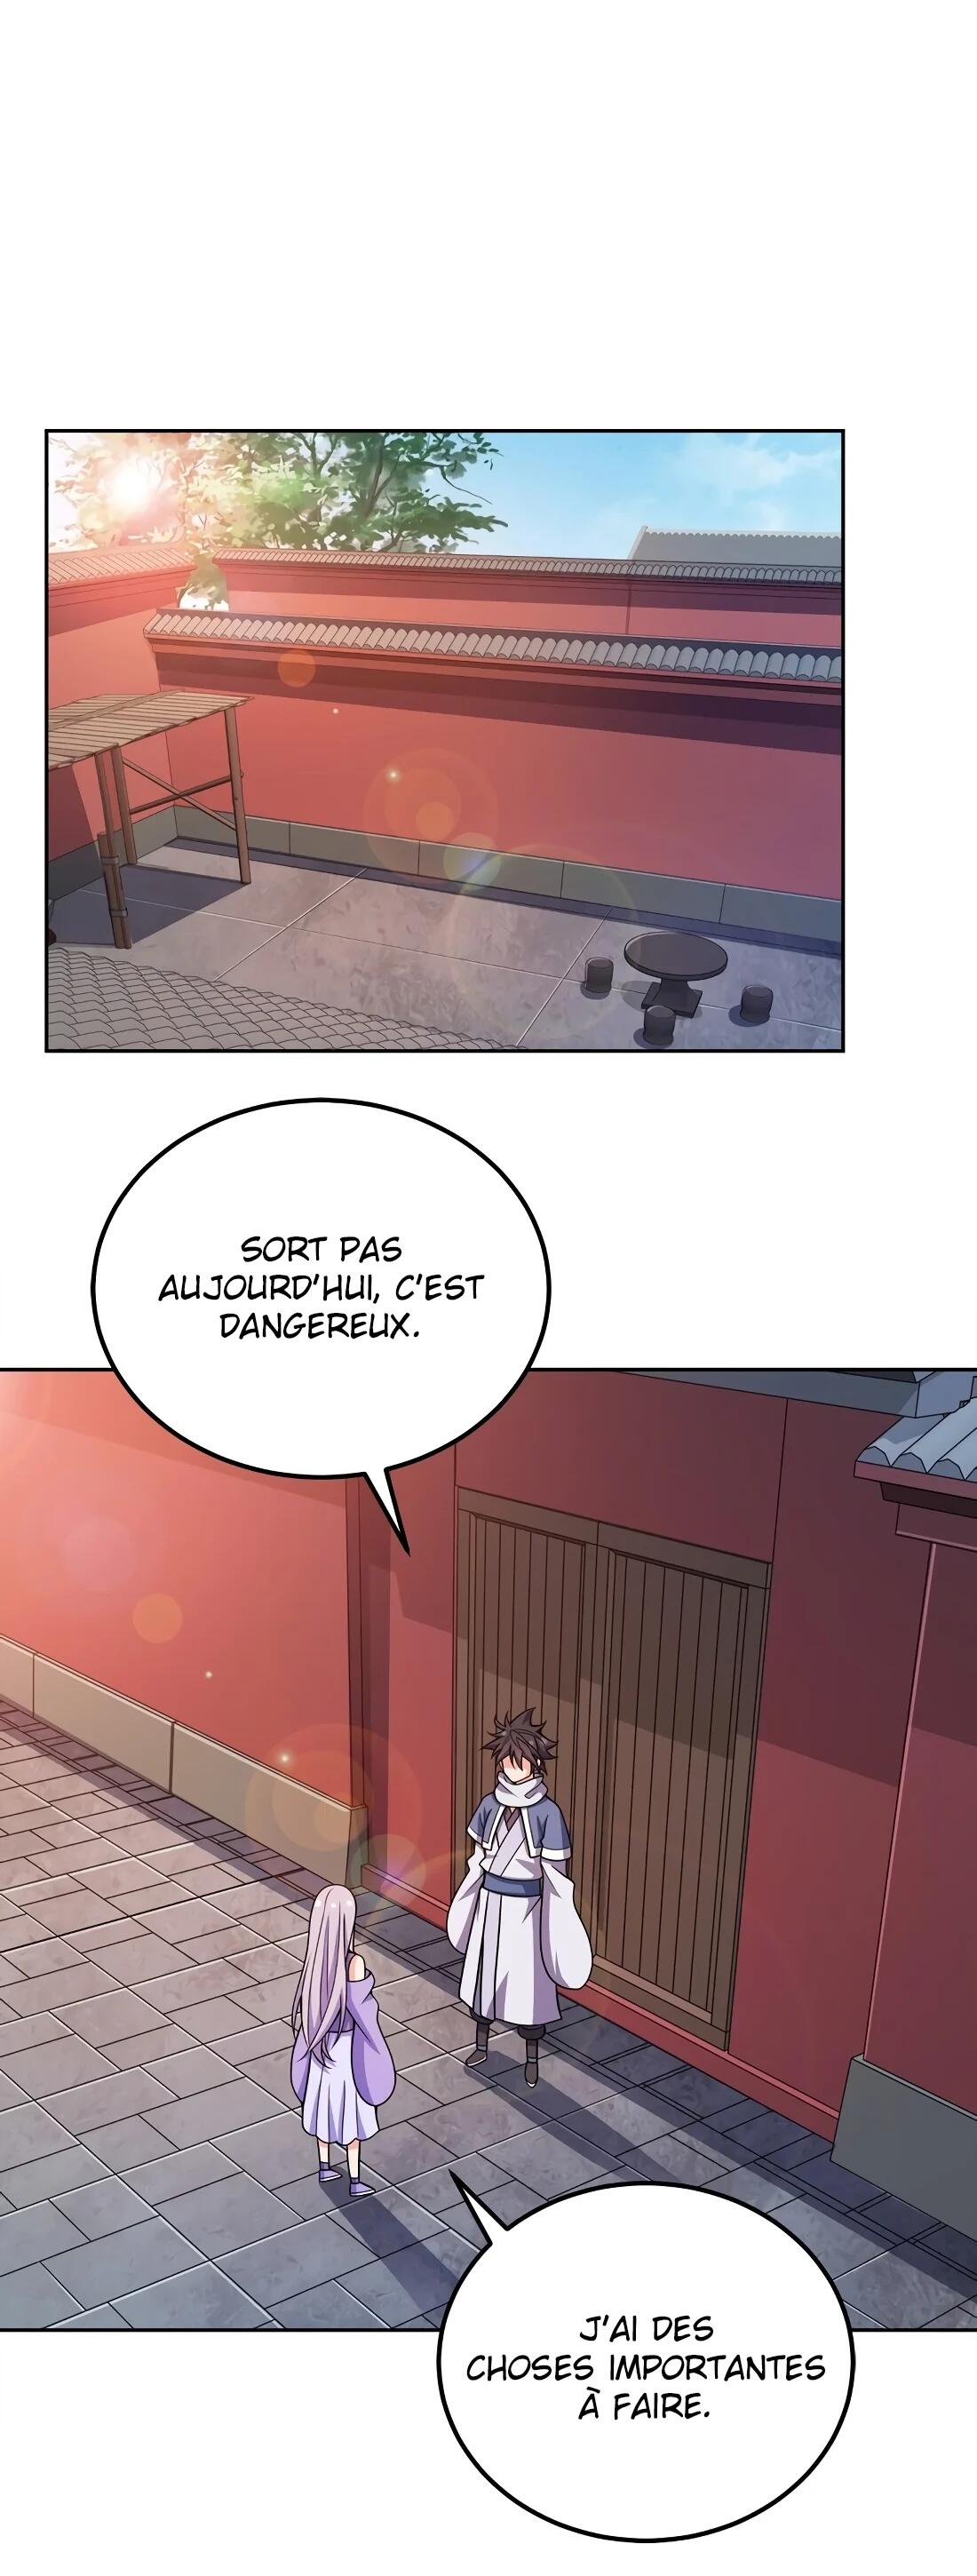 SORT PAS
AUJOURD'HUI, C'EST
DANGEREUX.
J'AI DES
CHOSES IMPORTANTES
À FAIRE.